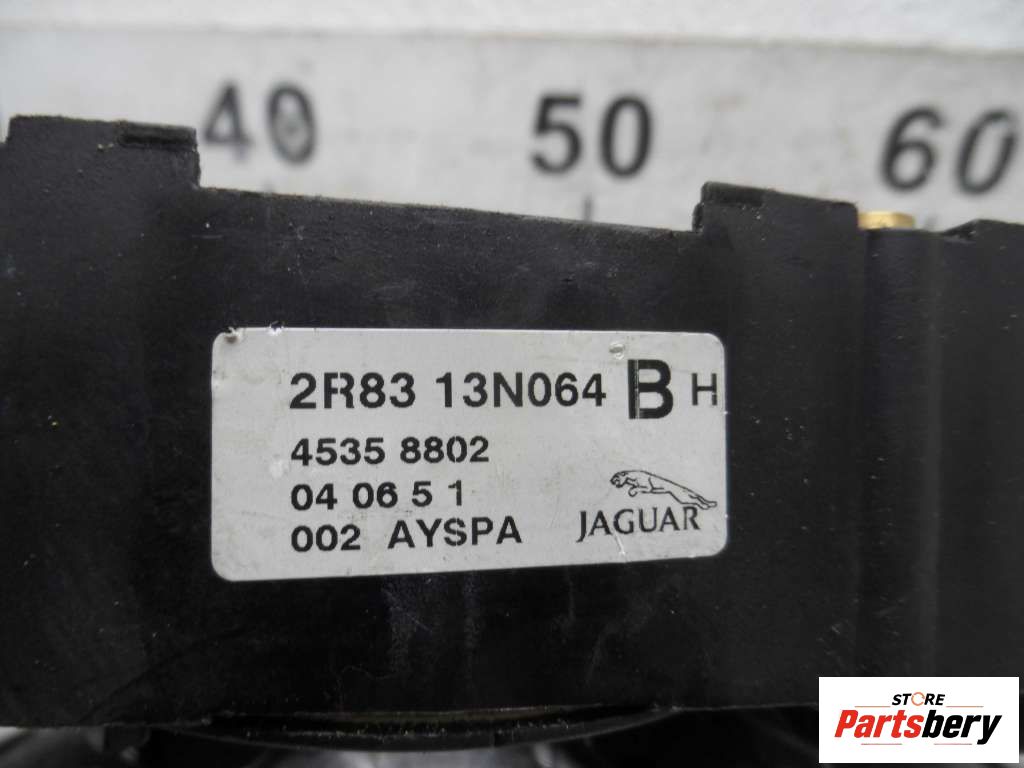 40 50 60
2R83 13N064 B H
4535 8802
04 06 5 1
002 AYSPA JAGUAR
STORE
Partsbery